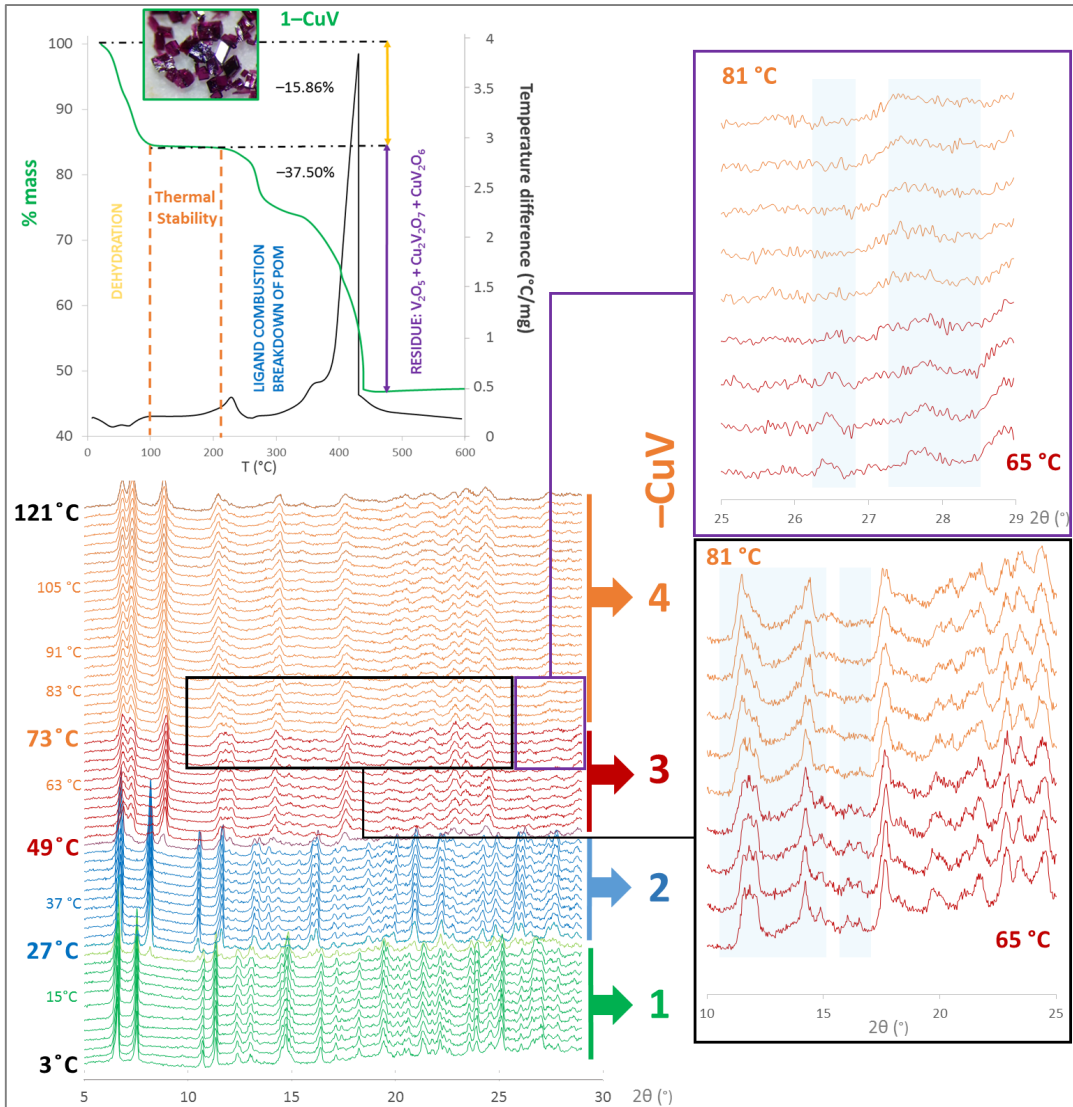 1–CuV
100
90
80
70
60
50
40
% mass
–15.86%
–37.50%
DEHYDRATION
Thermal
Stability
LIGAND COMBUSTION
BREAKDOWN OF POM
RESIDUE: V₂O₅ + Cu₂V₂O₇ + CuV₂O₆
4
3.5
3
2.5
2
1.5
1
0.5
0
Temperature difference (°C/mg)
0
100
200
300
400
500
600
T (°C)
81 °C
65 °C
25
26
27
28
29
2θ (°)
121˚C
105 °C
91 °C
83 °C
73˚C
63 °C
49˚C
37°C
27˚C
15°C
3˚C
–CuV
4
3
2
1
5
10
15
20
25
30
2θ (°)
81 °C
65 °C
10
15
20
25
2θ (°)